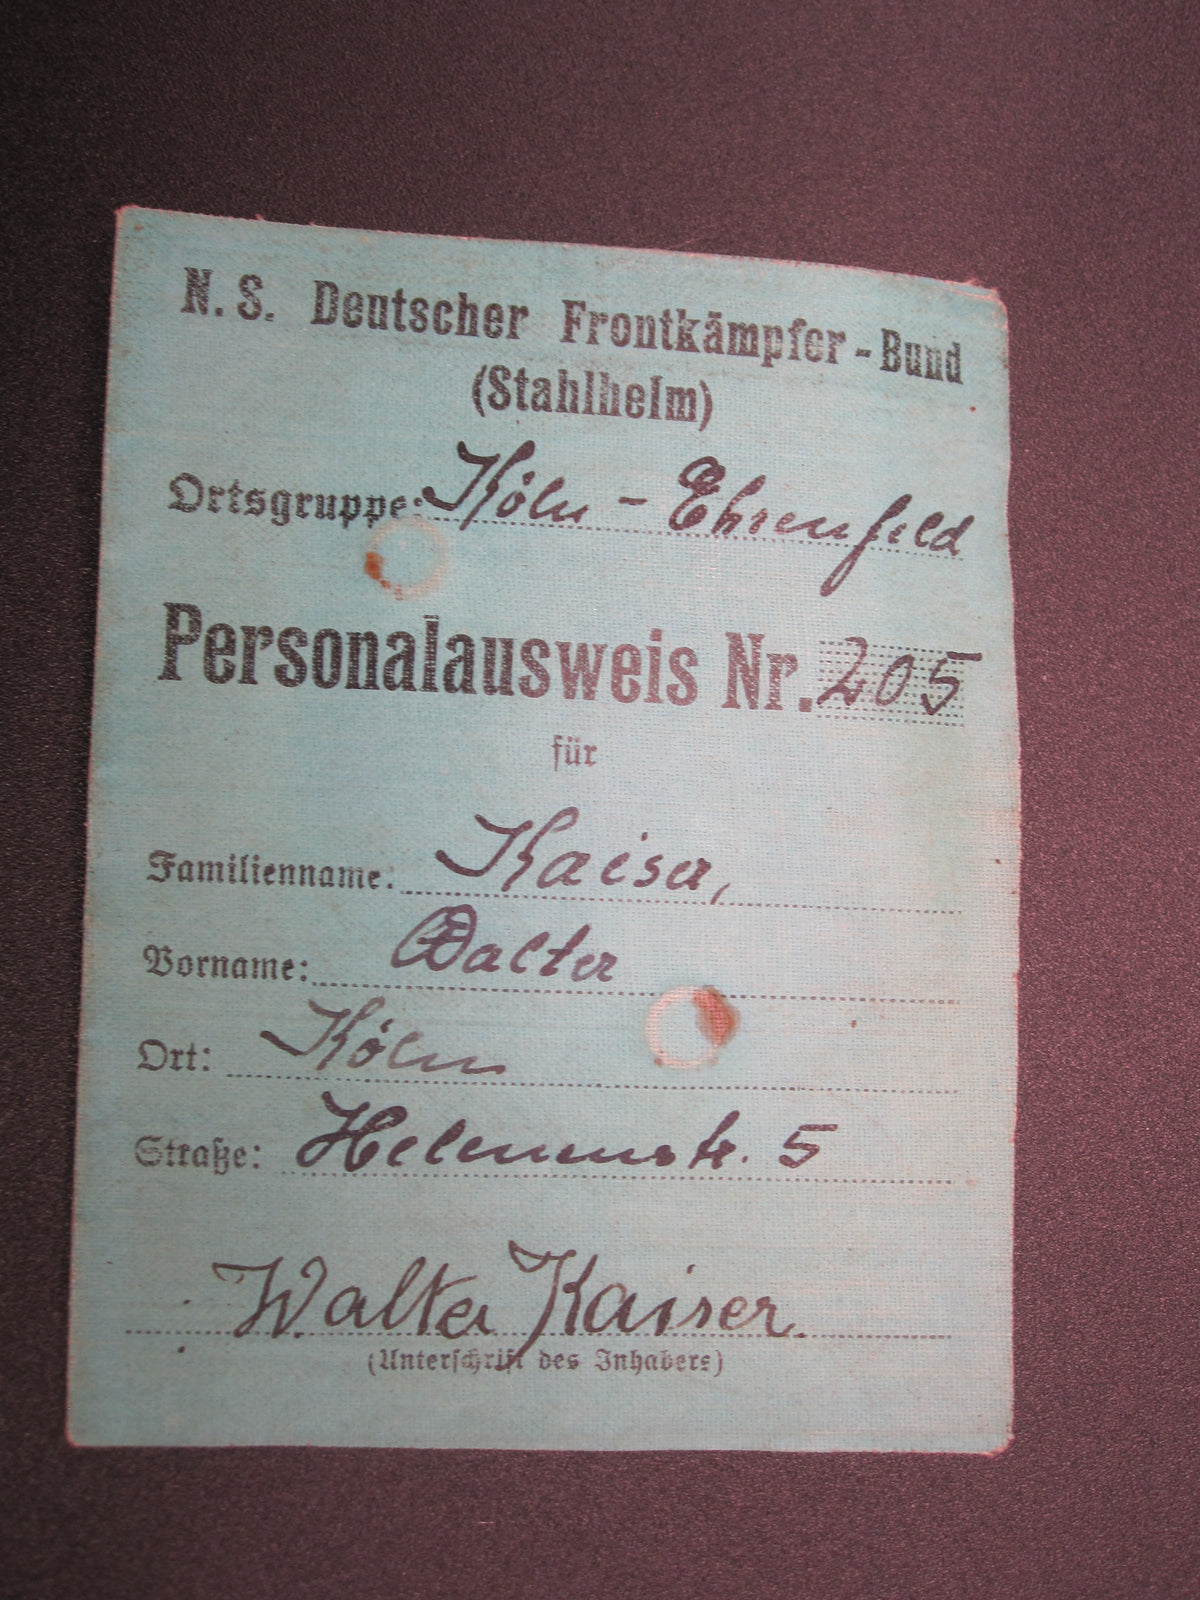 N. S. Deutscher Frontkämpfer-Bund
(Stahlhelm)
Ortsgruppe: Köln - Ehrenfeld
Personalausweis Nr. 205
für
Familienname: Kaiser,
Vorname: Walter
Ort: Köln
Straße: Helenenstr. 5
Walter Kaiser.
(Unterschrift des Inhabers)